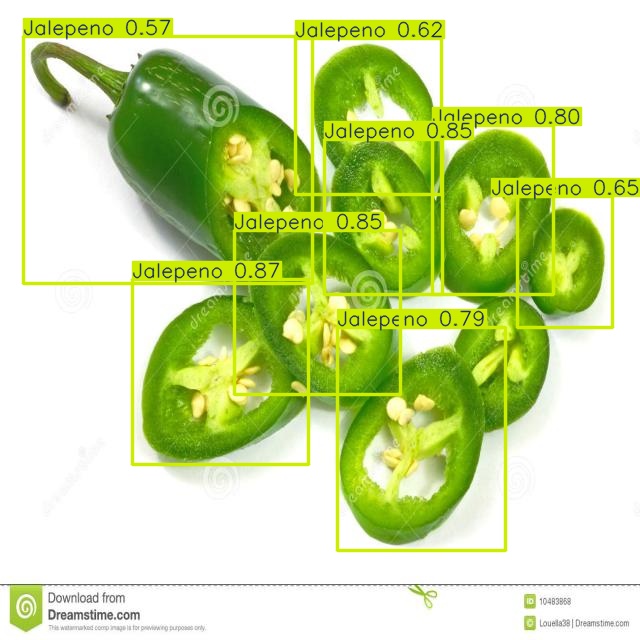 Jalepeno 0.57
Jalepeno 0.62
Jalepeno 0.80
Jalepeno 0.85
Jalepeno 0.65
Jalepeno 0.85
Jalepeno 0.87
Jalepeno 0.79
Download from
Dreamstime.com
This watermarked comp image is for previewing purposes only.
ID 10483868
© Louella38 | Dreamstime.com